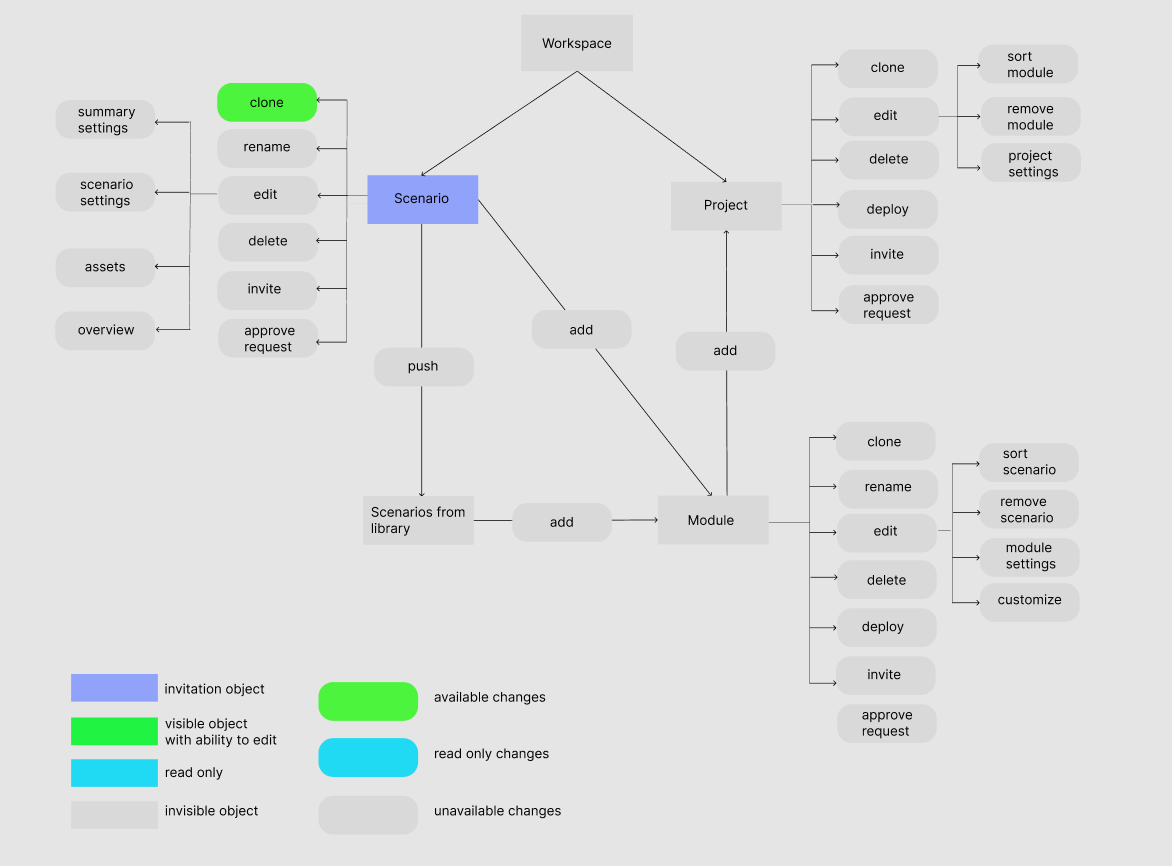 Workspace
clone
rename
edit
delete
invite
approve
request
summary
settings
scenario
settings
assets
overview
Scenario
Project
clone
edit
delete
deploy
invite
approve
request
sort
module
remove
module
project
settings
push
add
add
Scenarios from
library
add
Module
clone
rename
edit
delete
deploy
invite
approve
request
sort
scenario
remove
scenario
module
settings
customize
invitation object
visible object
with ability to edit
read only
invisible object
available changes
read only changes
unavailable changes